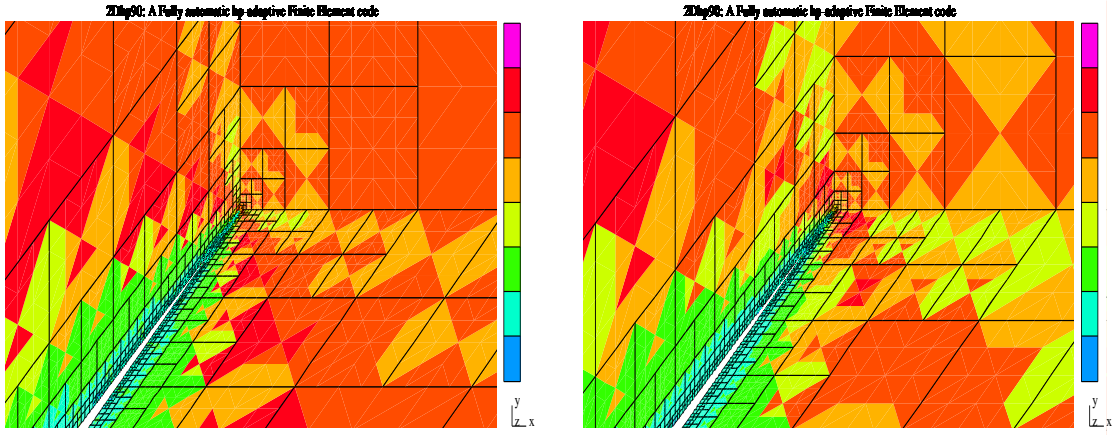 2Dhp90: A Fully automatic hp-adaptive Finite Element code
2Dhp90: A Fully automatic hp-adaptive Finite Element code
y
z x
y
z x